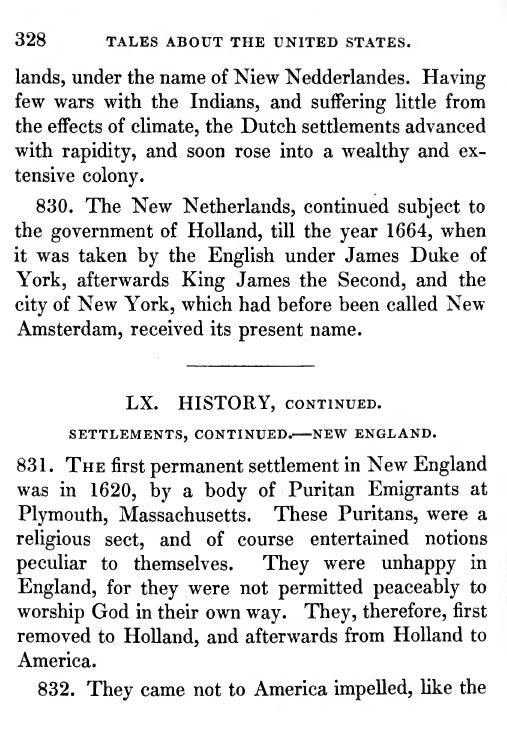 328 TALES ABOUT THE UNITED STATES.
lands, under the name of Niew Nedderlandes. Having
few wars with the Indians, and suffering little from
the effects of climate, the Dutch settlements advanced
with rapidity, and soon rose into a wealthy and ex-
tensive colony.
830. The New Netherlands, continued subject to
the government of Holland, till the year 1664, when
it was taken by the English under James Duke of
York, afterwards King James the Second, and the
city of New York, which had before been called New
Amsterdam, received its present name.
LX. HISTORY, CONTINUED.
SETTLEMENTS, CONTINUED.—NEW ENGLAND.
831. THE first permanent settlement in New England
was in 1620, by a body of Puritan Emigrants at
Plymouth, Massachusetts. These Puritans, were a
religious sect, and of course entertained notions
peculiar to themselves. They were unhappy in
England, for they were not permitted peaceably to
worship God in their own way. They, therefore, first
removed to Holland, and afterwards from Holland to
America.
832. They came not to America impelled, like the